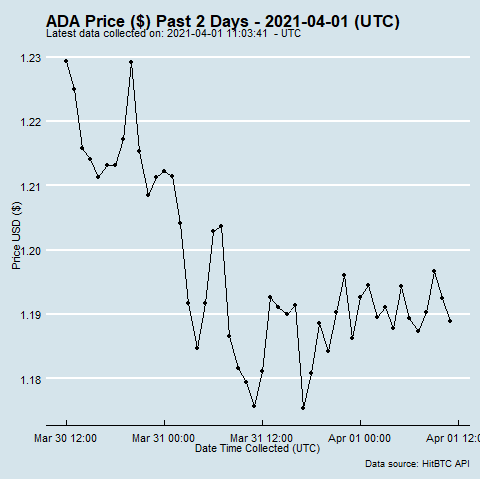 ADA Price ($) Past 2 Days - 2021-04-01 (UTC)
Latest data collected on: 2021-04-01 11:03:41 - UTC
1.23
1.22
1.21
1.20
1.19
1.18
Price USD ($)
Mar 30 12:00 Mar 31 00:00 Mar 31 12:00 Apr 01 00:00 Apr 01 12:
Date Time Collected (UTC)
Data source: HitBTC API